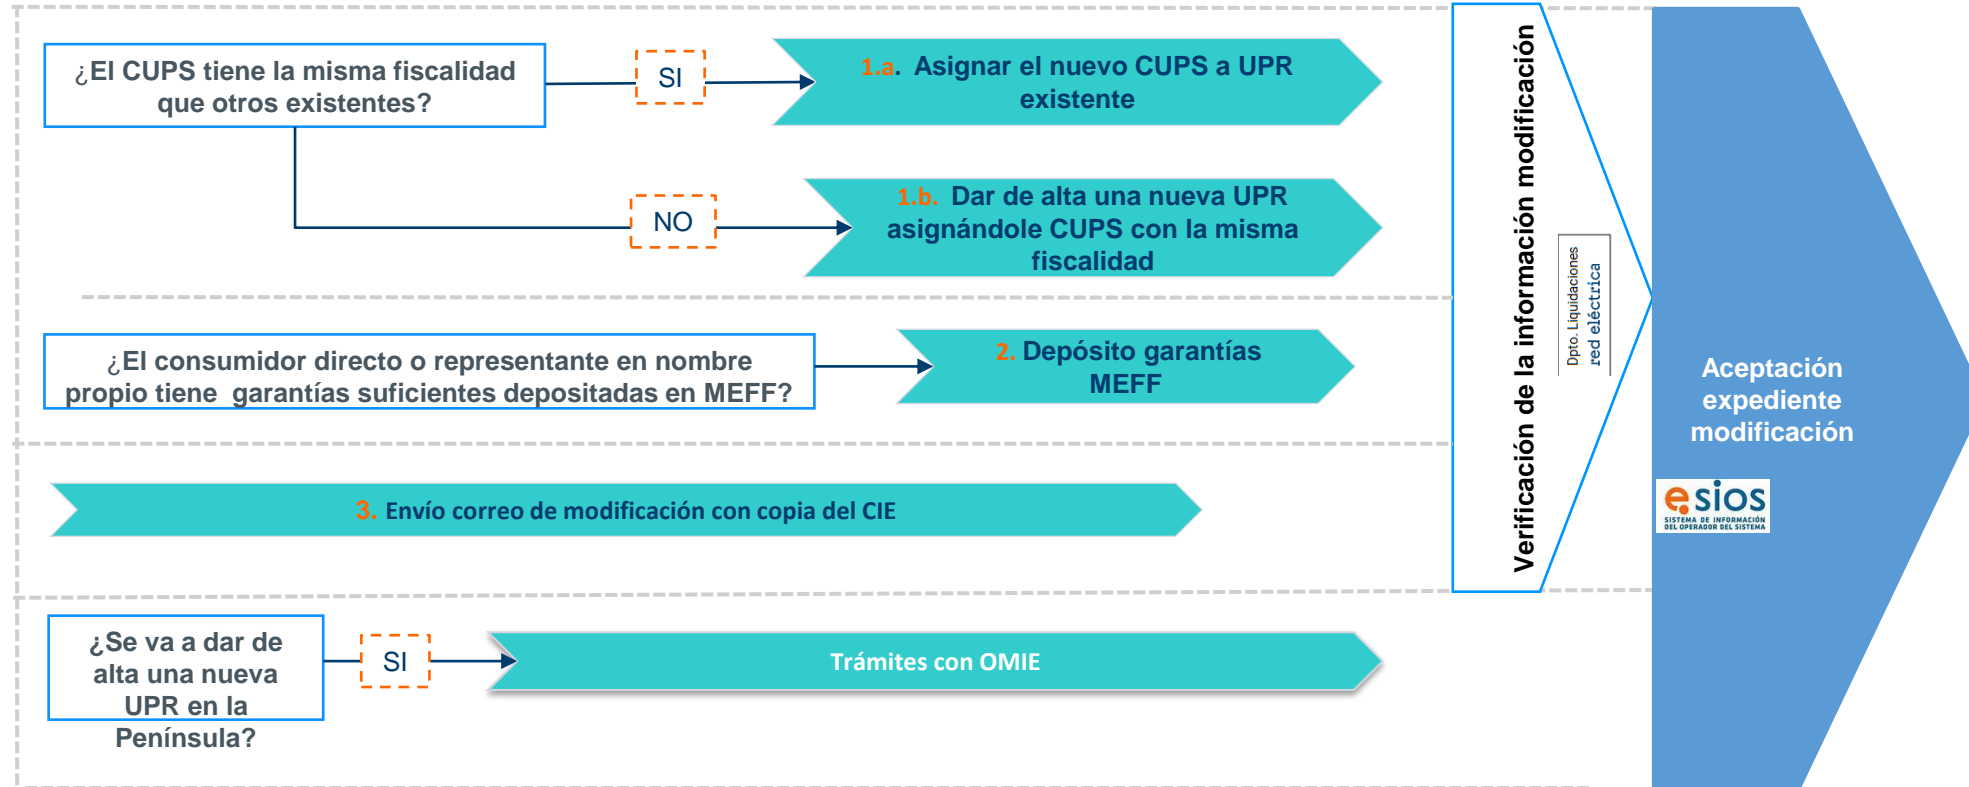 ¿El CUPS tiene la misma fiscalidad
que otros existentes?
SI
1.a. Asignar el nuevo CUPS a UPR
existente
NO
1.b. Dar de alta una nueva UPR
asignándole CUPS con la misma
fiscalidad
¿El consumidor directo o representante en nombre
propio tiene garantías suficientes depositadas en MEFF?
2. Depósito garantías
MEFF
3. Envío correo de modificación con copia del CIE
¿Se va a dar de
alta una nueva
UPR en la
Península?
SI
Trámites con OMIE
Verificación de la información modificación
Dpto. Liquidaciones
red eléctrica
Aceptación
expediente
modificación
e·sios
SISTEMA DE INFORMACIÓN
DEL OPERADOR DEL SISTEMA